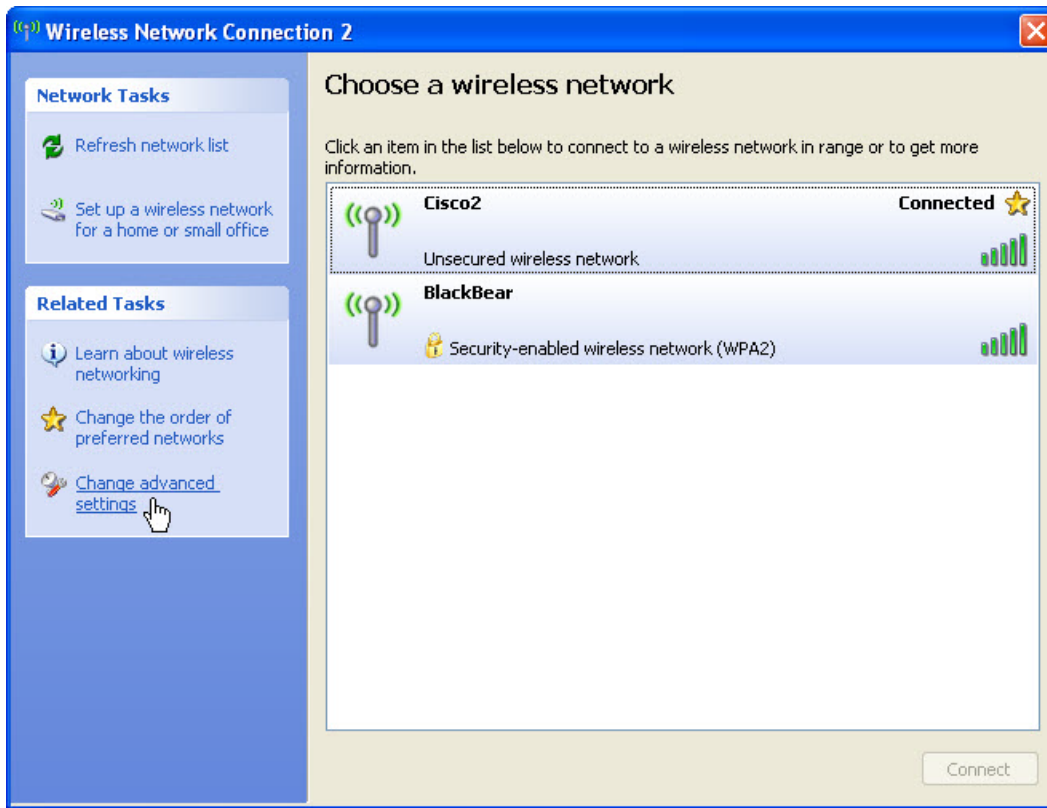 Wireless Network Connection 2
Network Tasks
Refresh network list
Set up a wireless network
for a home or small office
Related Tasks
Learn about wireless
networking
Change the order of
preferred networks
Change advanced
settings
Choose a wireless network
Click an item in the list below to connect to a wireless network in range or to get more
information.
Cisco2
Connected
Unsecured wireless network
BlackBear
Security-enabled wireless network (WPA2)
Connect